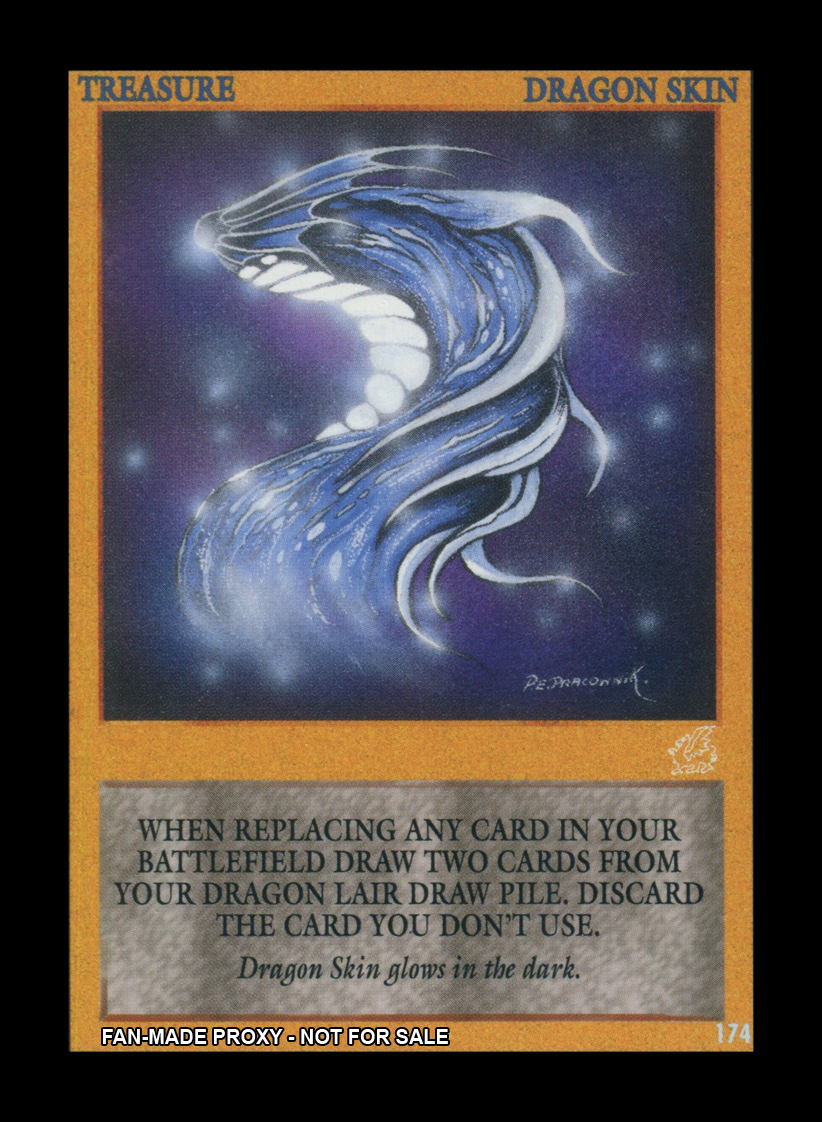 TREASURE
DRAGON SKIN
P.E. PRACOWNIK.
WHEN REPLACING ANY CARD IN YOUR
BATTLEFIELD DRAW TWO CARDS FROM
YOUR DRAGON LAIR DRAW PILE. DISCARD
THE CARD YOU DON'T USE.
Dragon Skin glows in the dark.
FAN-MADE PROXY - NOT FOR SALE
174